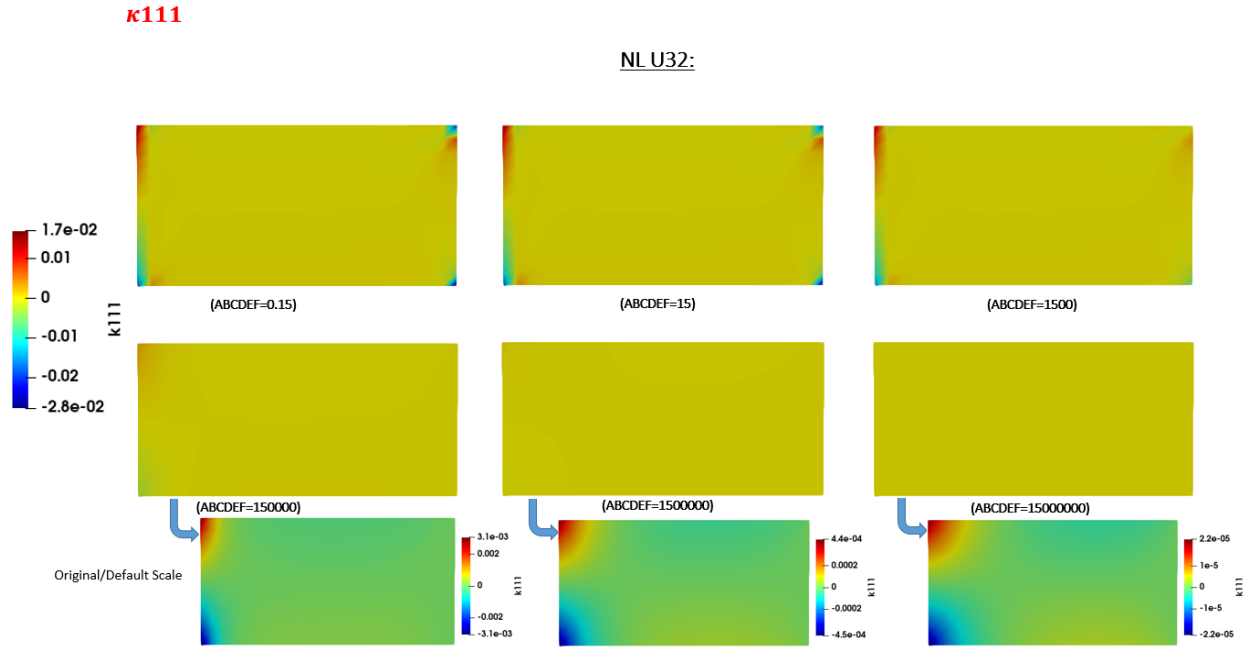 κ111
NL U32:
1.7e-02
0.01
0
-0.01
-0.02
-2.8e-02
k111
(ABCDEF=0.15)
(ABCDEF=15)
(ABCDEF=1500)
(ABCDEF=150000)
(ABCDEF=1500000)
(ABCDEF=15000000)
Original/Default Scale
3.1e-03
0.002
0
-0.002
-3.1e-03
k111
4.4e-04
0.0002
0
-0.0002
-4.5e-04
k111
2.2e-05
1e-5
0
-1e-5
-2.2e-05
k111